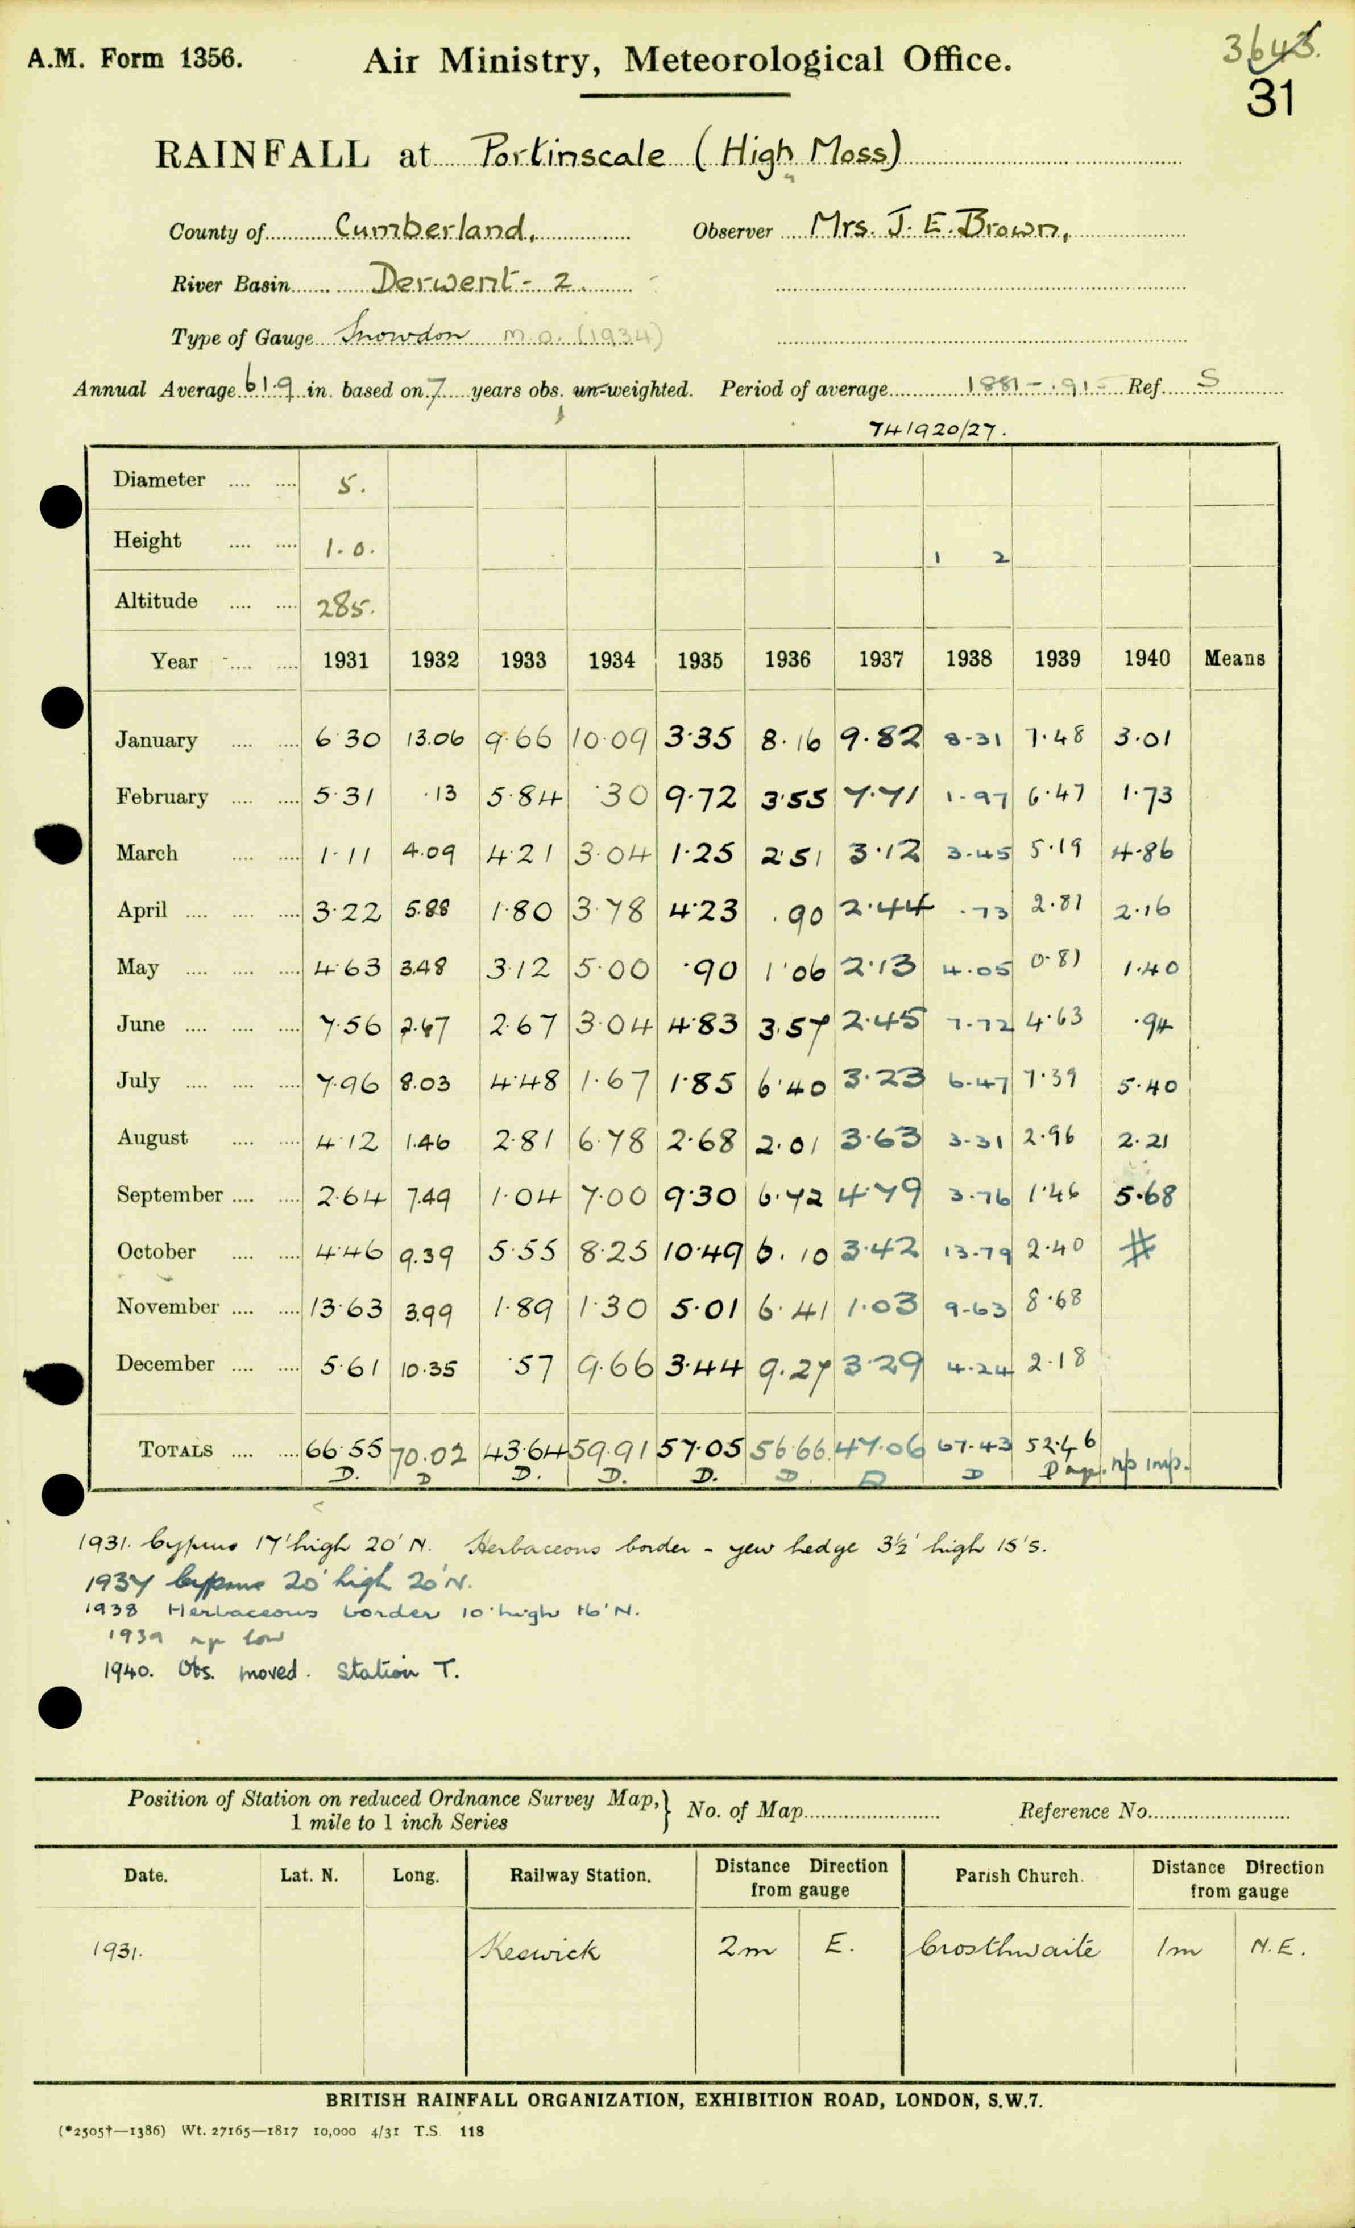 A.M. Form 1356. Air Ministry, Meteorological Office. 3643.
31
RAINFALL at Portinscale (High Moss)
County of Cumberland, Observer Mrs. J. E. Brown,
River Basin Derwent - 2.
Type of Gauge Snowdon M.O. (1934)
Annual Average 61.9 in. based on 7 years obs. un-weighted. Period of average 1881-1915 Ref. S
741920/27.
Diameter 5.
Height 1.0. 1 2
Altitude 285.
Year 1931 1932 1933 1934 1935 1936 1937 1938 1939 1940 Means
January 6.30 13.06 9.66 10.09 3.35 8.16 9.82 8.31 7.48 3.01
February 5.31 .13 5.84 .30 9.72 3.55 7.71 1.97 6.47 1.73
March 1.11 4.09 4.21 3.04 1.25 2.51 3.12 3.45 5.19 4.86
April 3.22 5.88 1.80 3.78 4.23 .90 2.44 .73 2.81 2.16
May 4.63 3.48 3.12 5.00 .90 1.06 2.13 4.05 0.81 1.40
June 7.56 2.67 2.67 3.04 4.83 3.57 2.45 7.72 4.63 .94
July 7.96 8.03 4.48 1.67 1.85 6.40 3.23 6.47 7.39 5.40
August 4.12 1.46 2.81 6.78 2.68 2.01 3.63 3.31 2.96 2.21
September 2.64 7.49 1.04 7.00 9.30 6.72 4.79 3.76 1.46 5.68
October 4.46 9.39 5.55 8.25 10.49 6.10 3.42 13.79 2.40 #
November 13.63 3.99 1.89 1.30 5.01 6.41 1.03 9.63 8.68
December 5.61 10.35 .57 9.66 3.44 9.27 3.29 4.24 2.18
TOTALS 66.55 70.02 43.64 59.91 57.05 56.66 47.06 67.43 52.46
D. D D. D. D. D D D D np imp.
1931. Cyprus 17' high 20' N. Herbaceous border - yew hedge 3½' high 15' S.
1937 Cyprus 20' high 20' N.
1938 Herbaceous border 10' high 16' N.
1939 low
1940. Obs. moved. Station T.
Position of Station on reduced Ordnance Survey Map, } No. of Map Reference No.
1 mile to 1 inch Series
Date. Lat. N. Long. Railway Station. Distance Direction from gauge Parish Church. Distance Direction from gauge
1931. Keswick 2m E. Crosthwaite 1m N.E.
BRITISH RAINFALL ORGANIZATION, EXHIBITION ROAD, LONDON, S.W.7.
(*2505†—1386) Wt. 27165—1817 10,000 4/31 T.S. 118